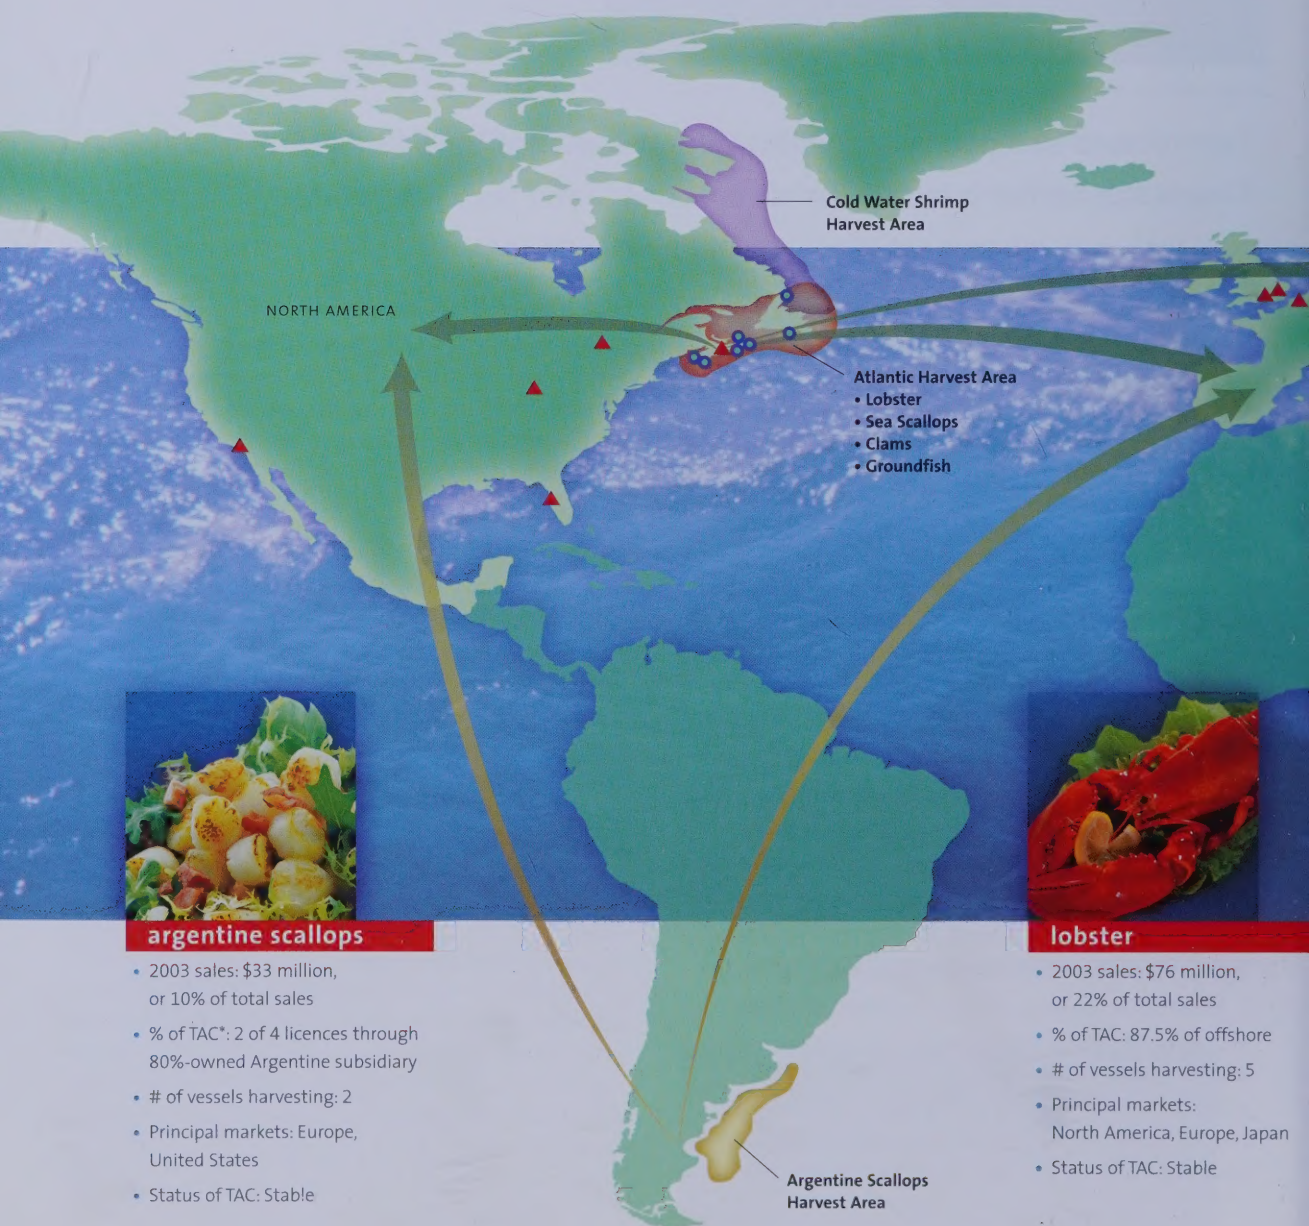 Cold Water Shrimp
Harvest Area
NORTH AMERICA
Atlantic Harvest Area
• Lobster
• Sea Scallops
• Clams
• Groundfish
argentine scallops
• 2003 sales: $33 million,
or 10% of total sales
• % of TAC*: 2 of 4 licences through
80%-owned Argentine subsidiary
• # of vessels harvesting: 2
• Principal markets: Europe,
United States
• Status of TAC: Stable
lobster
• 2003 sales: $76 million,
or 22% of total sales
• % of TAC: 87.5% of offshore
• # of vessels harvesting: 5
• Principal markets:
North America, Europe, Japan
• Status of TAC: Stable
Argentine Scallops
Harvest Area